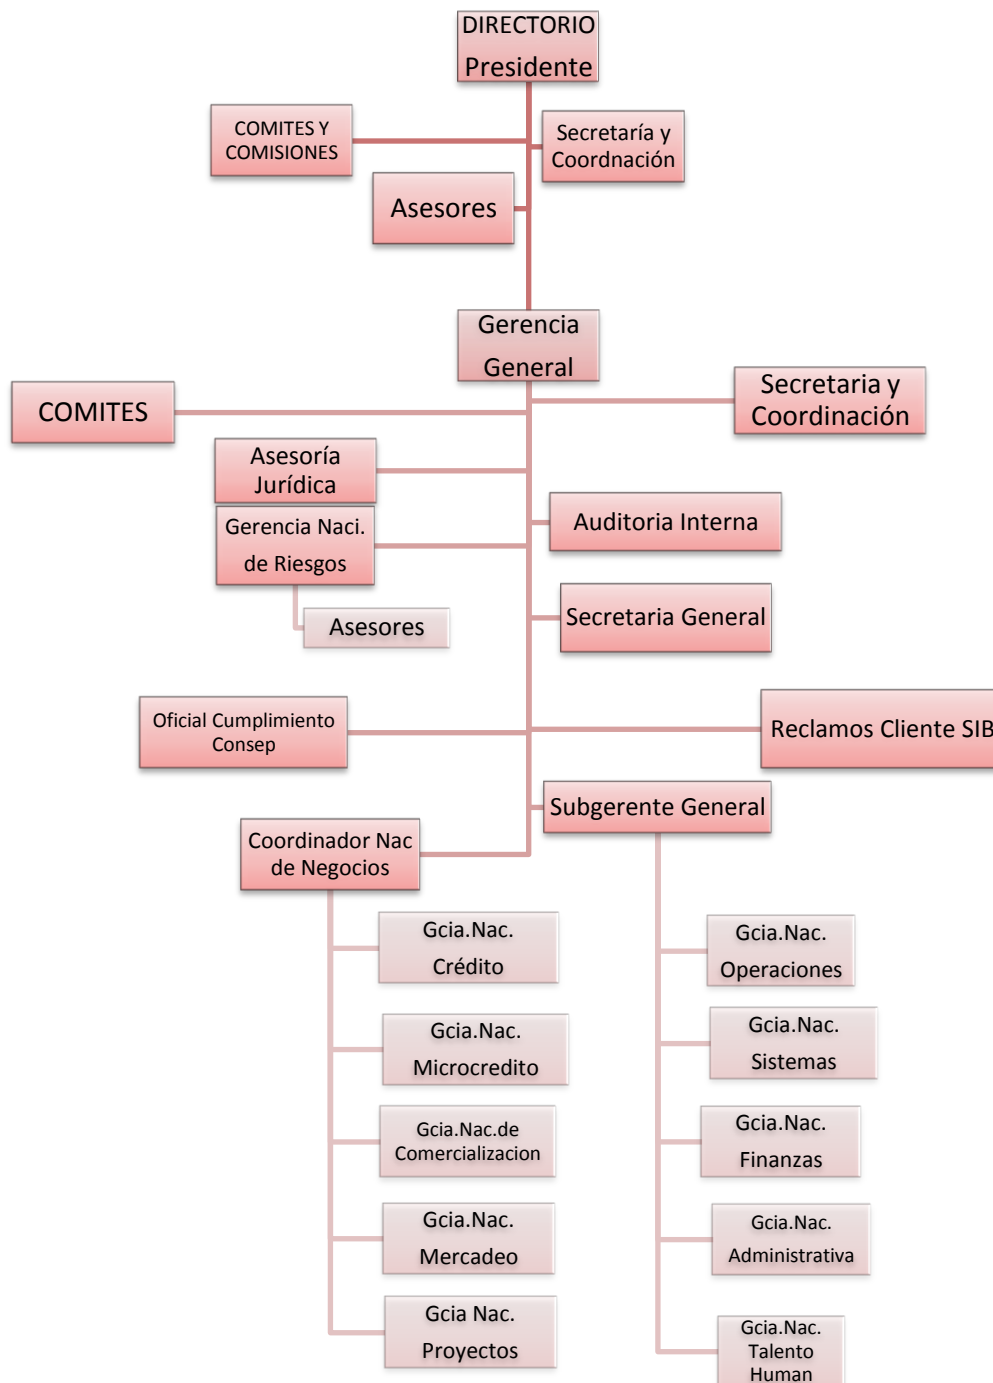 DIRECTORIO
Presidente
COMITES Y
COMISIONES
Secretaría y
Coordnación
Asesores
Gerencia
General
COMITES
Secretaria y
Coordinación
Asesoría
Jurídica
Gerencia Naci.
de Riesgos
Auditoria Interna
Asesores
Secretaria General
Oficial Cumplimiento
Consep
Reclamos Cliente SIB
Subgerente General
Coordinador Nac
de Negocios
Gcia.Nac.
Crédito
Gcia.Nac.
Operaciones
Gcia.Nac.
Microcredito
Gcia.Nac.
Sistemas
Gcia.Nac.de
Comercializacion
Gcia.Nac.
Finanzas
Gcia.Nac.
Mercadeo
Gcia.Nac.
Administrativa
Gcia Nac.
Proyectos
Gcia.Nac.
Talento
Human